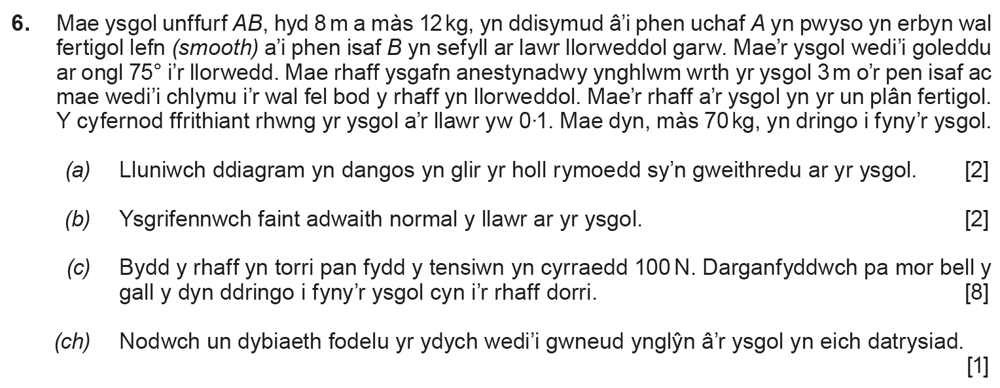 6. Mae ysgol unffurf AB, hyd 8 m a màs 12 kg, yn ddisymud â'i phen uchaf A yn pwyso yn erbyn wal
fertigol lefn (smooth) a'i phen isaf B yn sefyll ar lawr llorweddol garw. Mae'r ysgol wedi'i goleddu
ar ongl 75° i'r llorwedd. Mae rhaff ysgafn anestynadwy ynghlwm wrth yr ysgol 3 m o'r pen isaf ac
mae wedi'i chlymu i'r wal fel bod y rhaff yn llorweddol. Mae'r rhaff a'r ysgol yn yr un plân fertigol.
Y cyfernod ffrithiant rhwng yr ysgol a'r llawr yw 0·1. Mae dyn, màs 70 kg, yn dringo i fyny'r ysgol.
(a) Lluniwch ddiagram yn dangos yn glir yr holl rymoedd sy'n gweithredu ar yr ysgol. [2]
(b) Ysgrifennwch faint adwaith normal y llawr ar yr ysgol. [2]
(c) Bydd y rhaff yn torri pan fydd y tensiwn yn cyrraedd 100 N. Darganfyddwch pa mor bell y
gall y dyn ddringo i fyny'r ysgol cyn i'r rhaff dorri. [8]
(ch) Nodwch un dybiaeth fodelu yr ydych wedi'i gwneud ynglŷn â'r ysgol yn eich datrysiad.
[1]